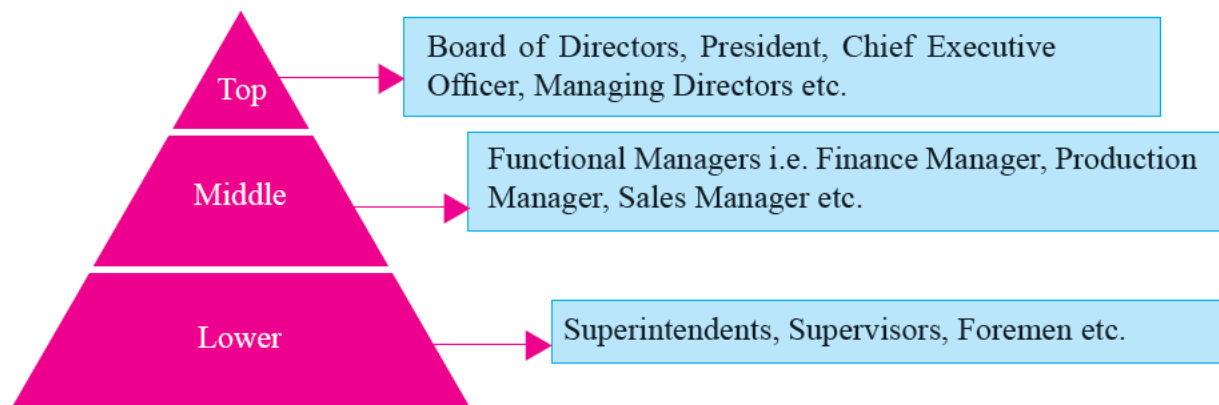 Top
Board of Directors, President, Chief Executive
Officer, Managing Directors etc.
Middle
Functional Managers i.e. Finance Manager, Production
Manager, Sales Manager etc.
Lower
Superintendents, Supervisors, Foremen etc.